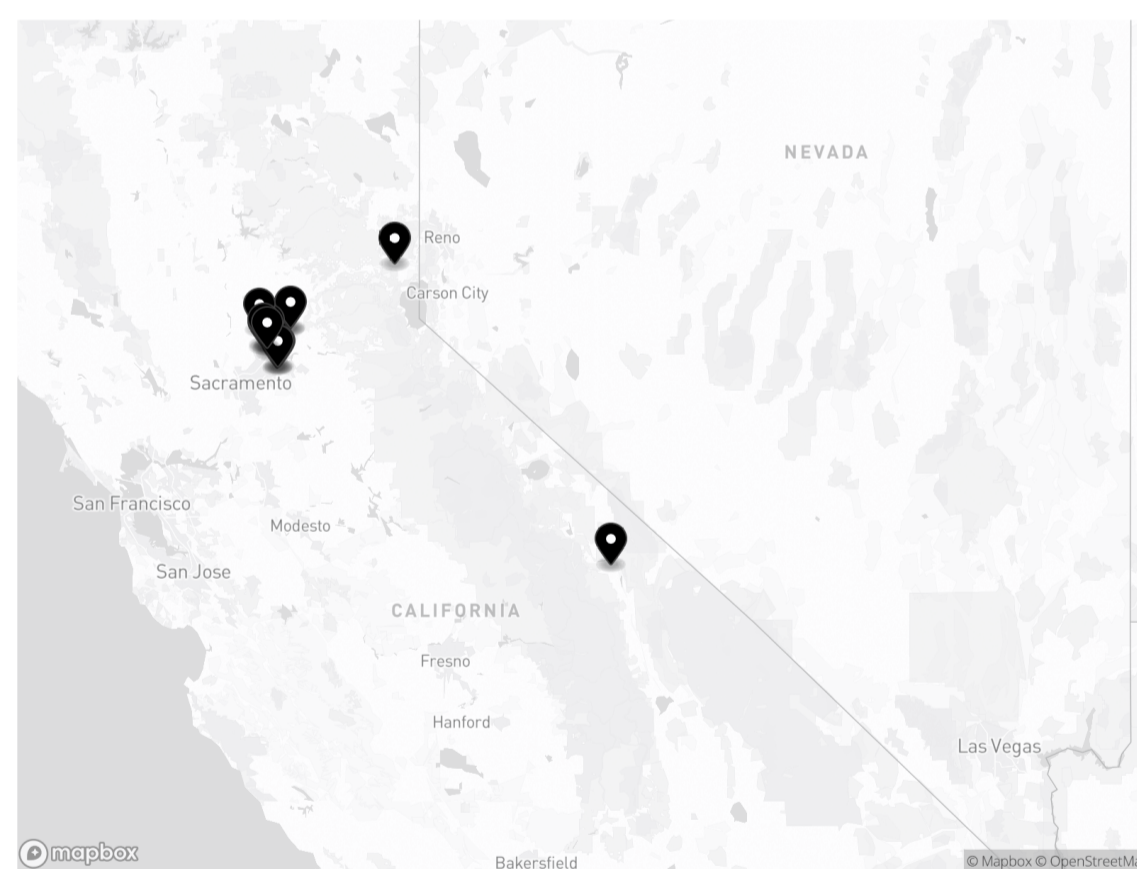 NEVADA
Reno
Carson City
Sacramento
San Francisco
Modesto
San Jose
CALIFORNIA
Fresno
Hanford
Las Vegas
mapbox
Bakersfield
© Mapbox © OpenStreetMa